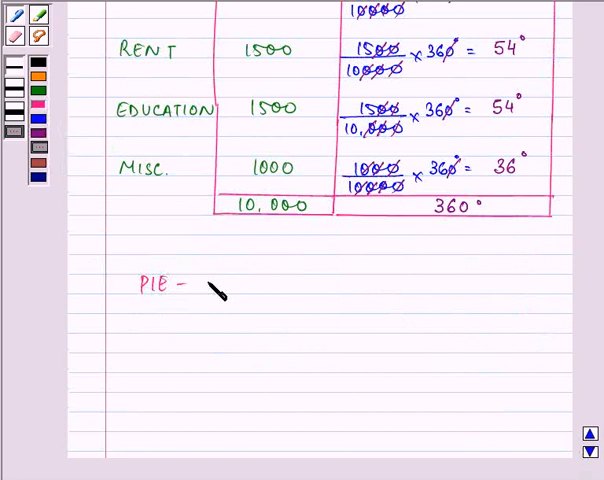 10000
RENT 1500 1500/10000 × 360° = 54°
EDUCATION 1500 1500/10,000 × 360° = 54°
MISC. 1000 1000/10000 × 360° = 36°
10,000 360°
PIE -